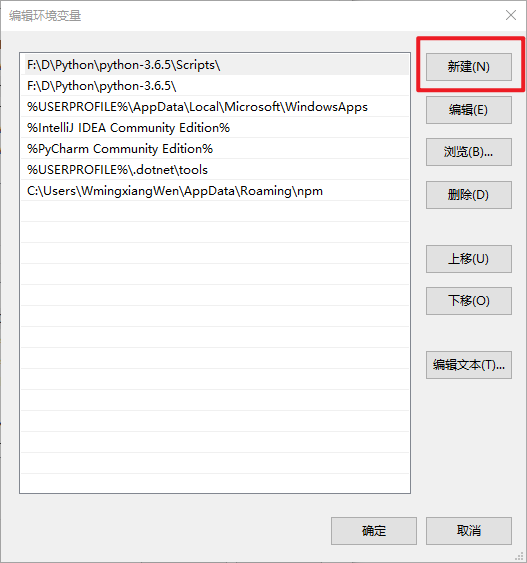 编辑环境变量
F:\D\Python\python-3.6.5\Scripts\
F:\D\Python\python-3.6.5\
%USERPROFILE%\AppData\Local\Microsoft\WindowsApps
%IntelliJ IDEA Community Edition%
%PyCharm Community Edition%
%USERPROFILE%\.dotnet\tools
C:\Users\WmingxiangWen\AppData\Roaming\npm
新建(N)
编辑(E)
浏览(B)...
删除(D)
上移(U)
下移(O)
编辑文本(T)...
确定
取消